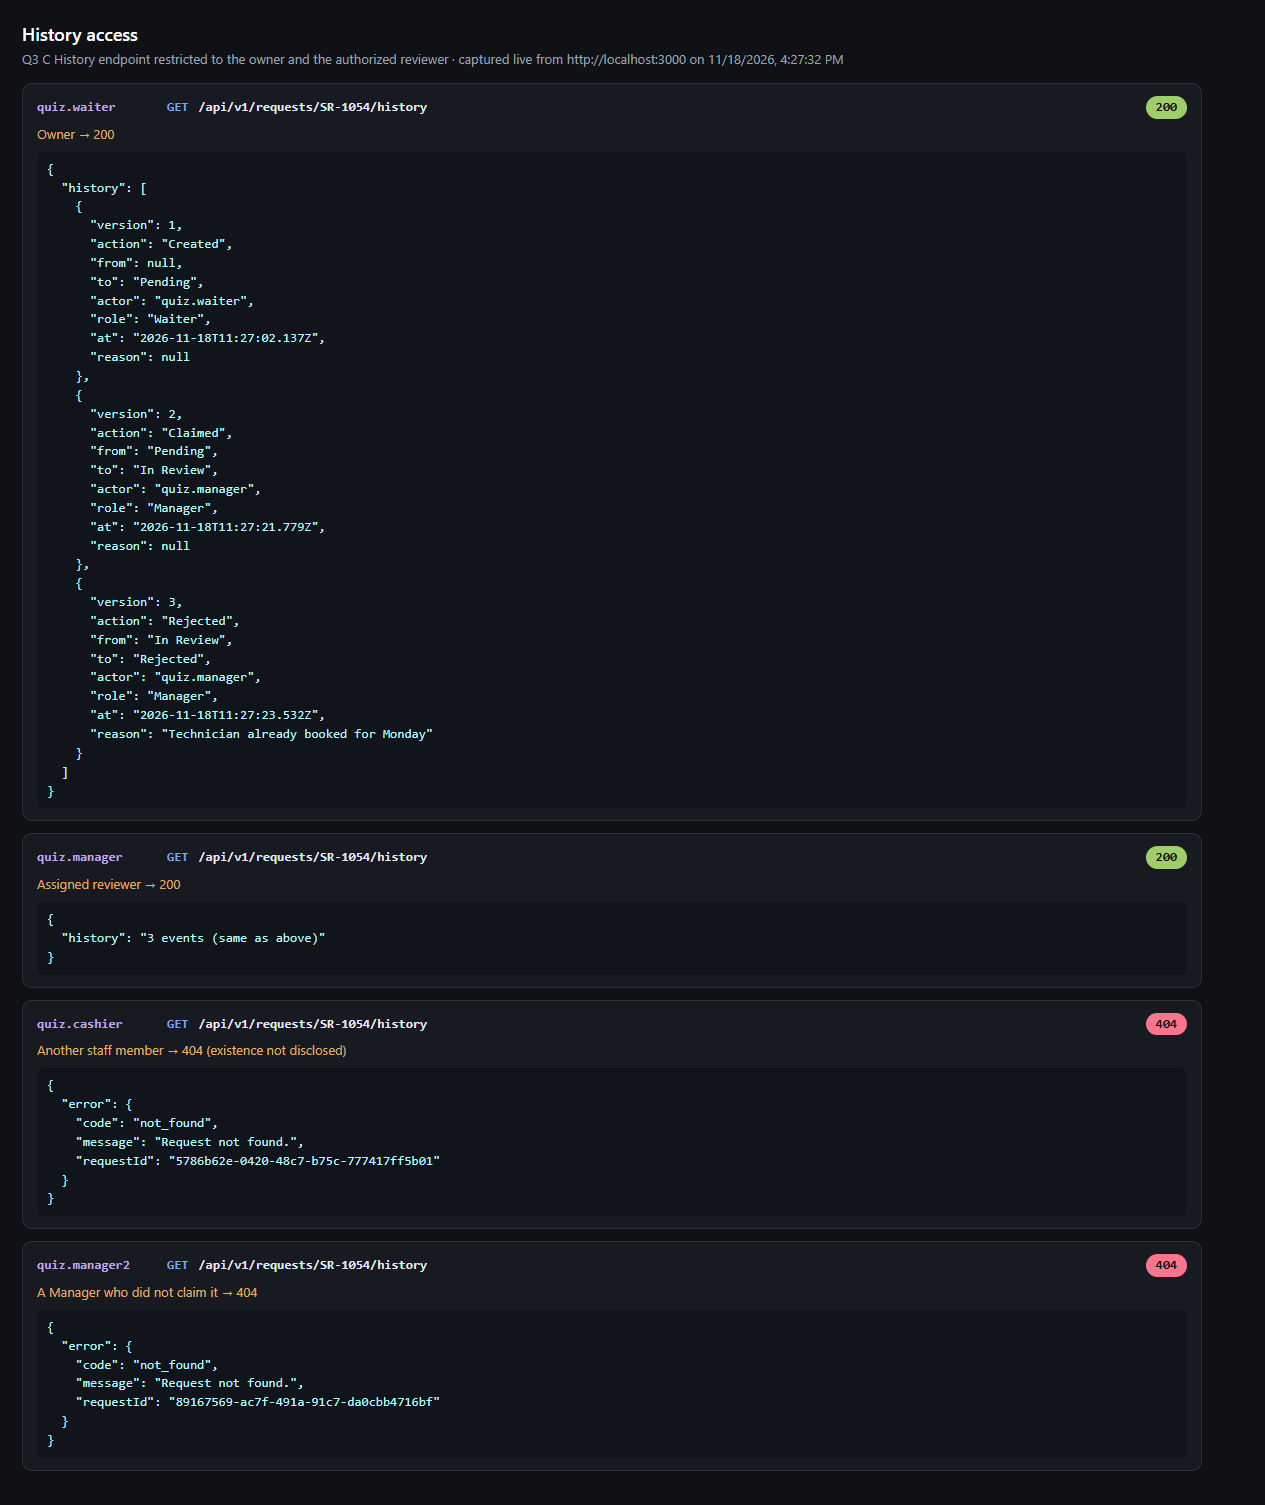 History access
Q3 C History endpoint restricted to the owner and the authorized reviewer · captured live from http://localhost:3000 on 11/18/2026, 4:27:32 PM
quiz.waiter GET /api/v1/requests/SR-1054/history 200
Owner → 200
{
"history": [
{
"version": 1,
"action": "Created",
"from": null,
"to": "Pending",
"actor": "quiz.waiter",
"role": "Waiter",
"at": "2026-11-18T11:27:02.137Z",
"reason": null
},
{
"version": 2,
"action": "Claimed",
"from": "Pending",
"to": "In Review",
"actor": "quiz.manager",
"role": "Manager",
"at": "2026-11-18T11:27:21.779Z",
"reason": null
},
{
"version": 3,
"action": "Rejected",
"from": "In Review",
"to": "Rejected",
"actor": "quiz.manager",
"role": "Manager",
"at": "2026-11-18T11:27:23.532Z",
"reason": "Technician already booked for Monday"
}
]
}
quiz.manager GET /api/v1/requests/SR-1054/history 200
Assigned reviewer → 200
{
"history": "3 events (same as above)"
}
quiz.cashier GET /api/v1/requests/SR-1054/history 404
Another staff member → 404 (existence not disclosed)
{
"error": {
"code": "not_found",
"message": "Request not found.",
"requestId": "5786b62e-0420-48c7-b75c-777417ff5b01"
}
}
quiz.manager2 GET /api/v1/requests/SR-1054/history 404
A Manager who did not claim it → 404
{
"error": {
"code": "not_found",
"message": "Request not found.",
"requestId": "89167569-ac7f-491a-91c7-da0cbb4716bf"
}
}